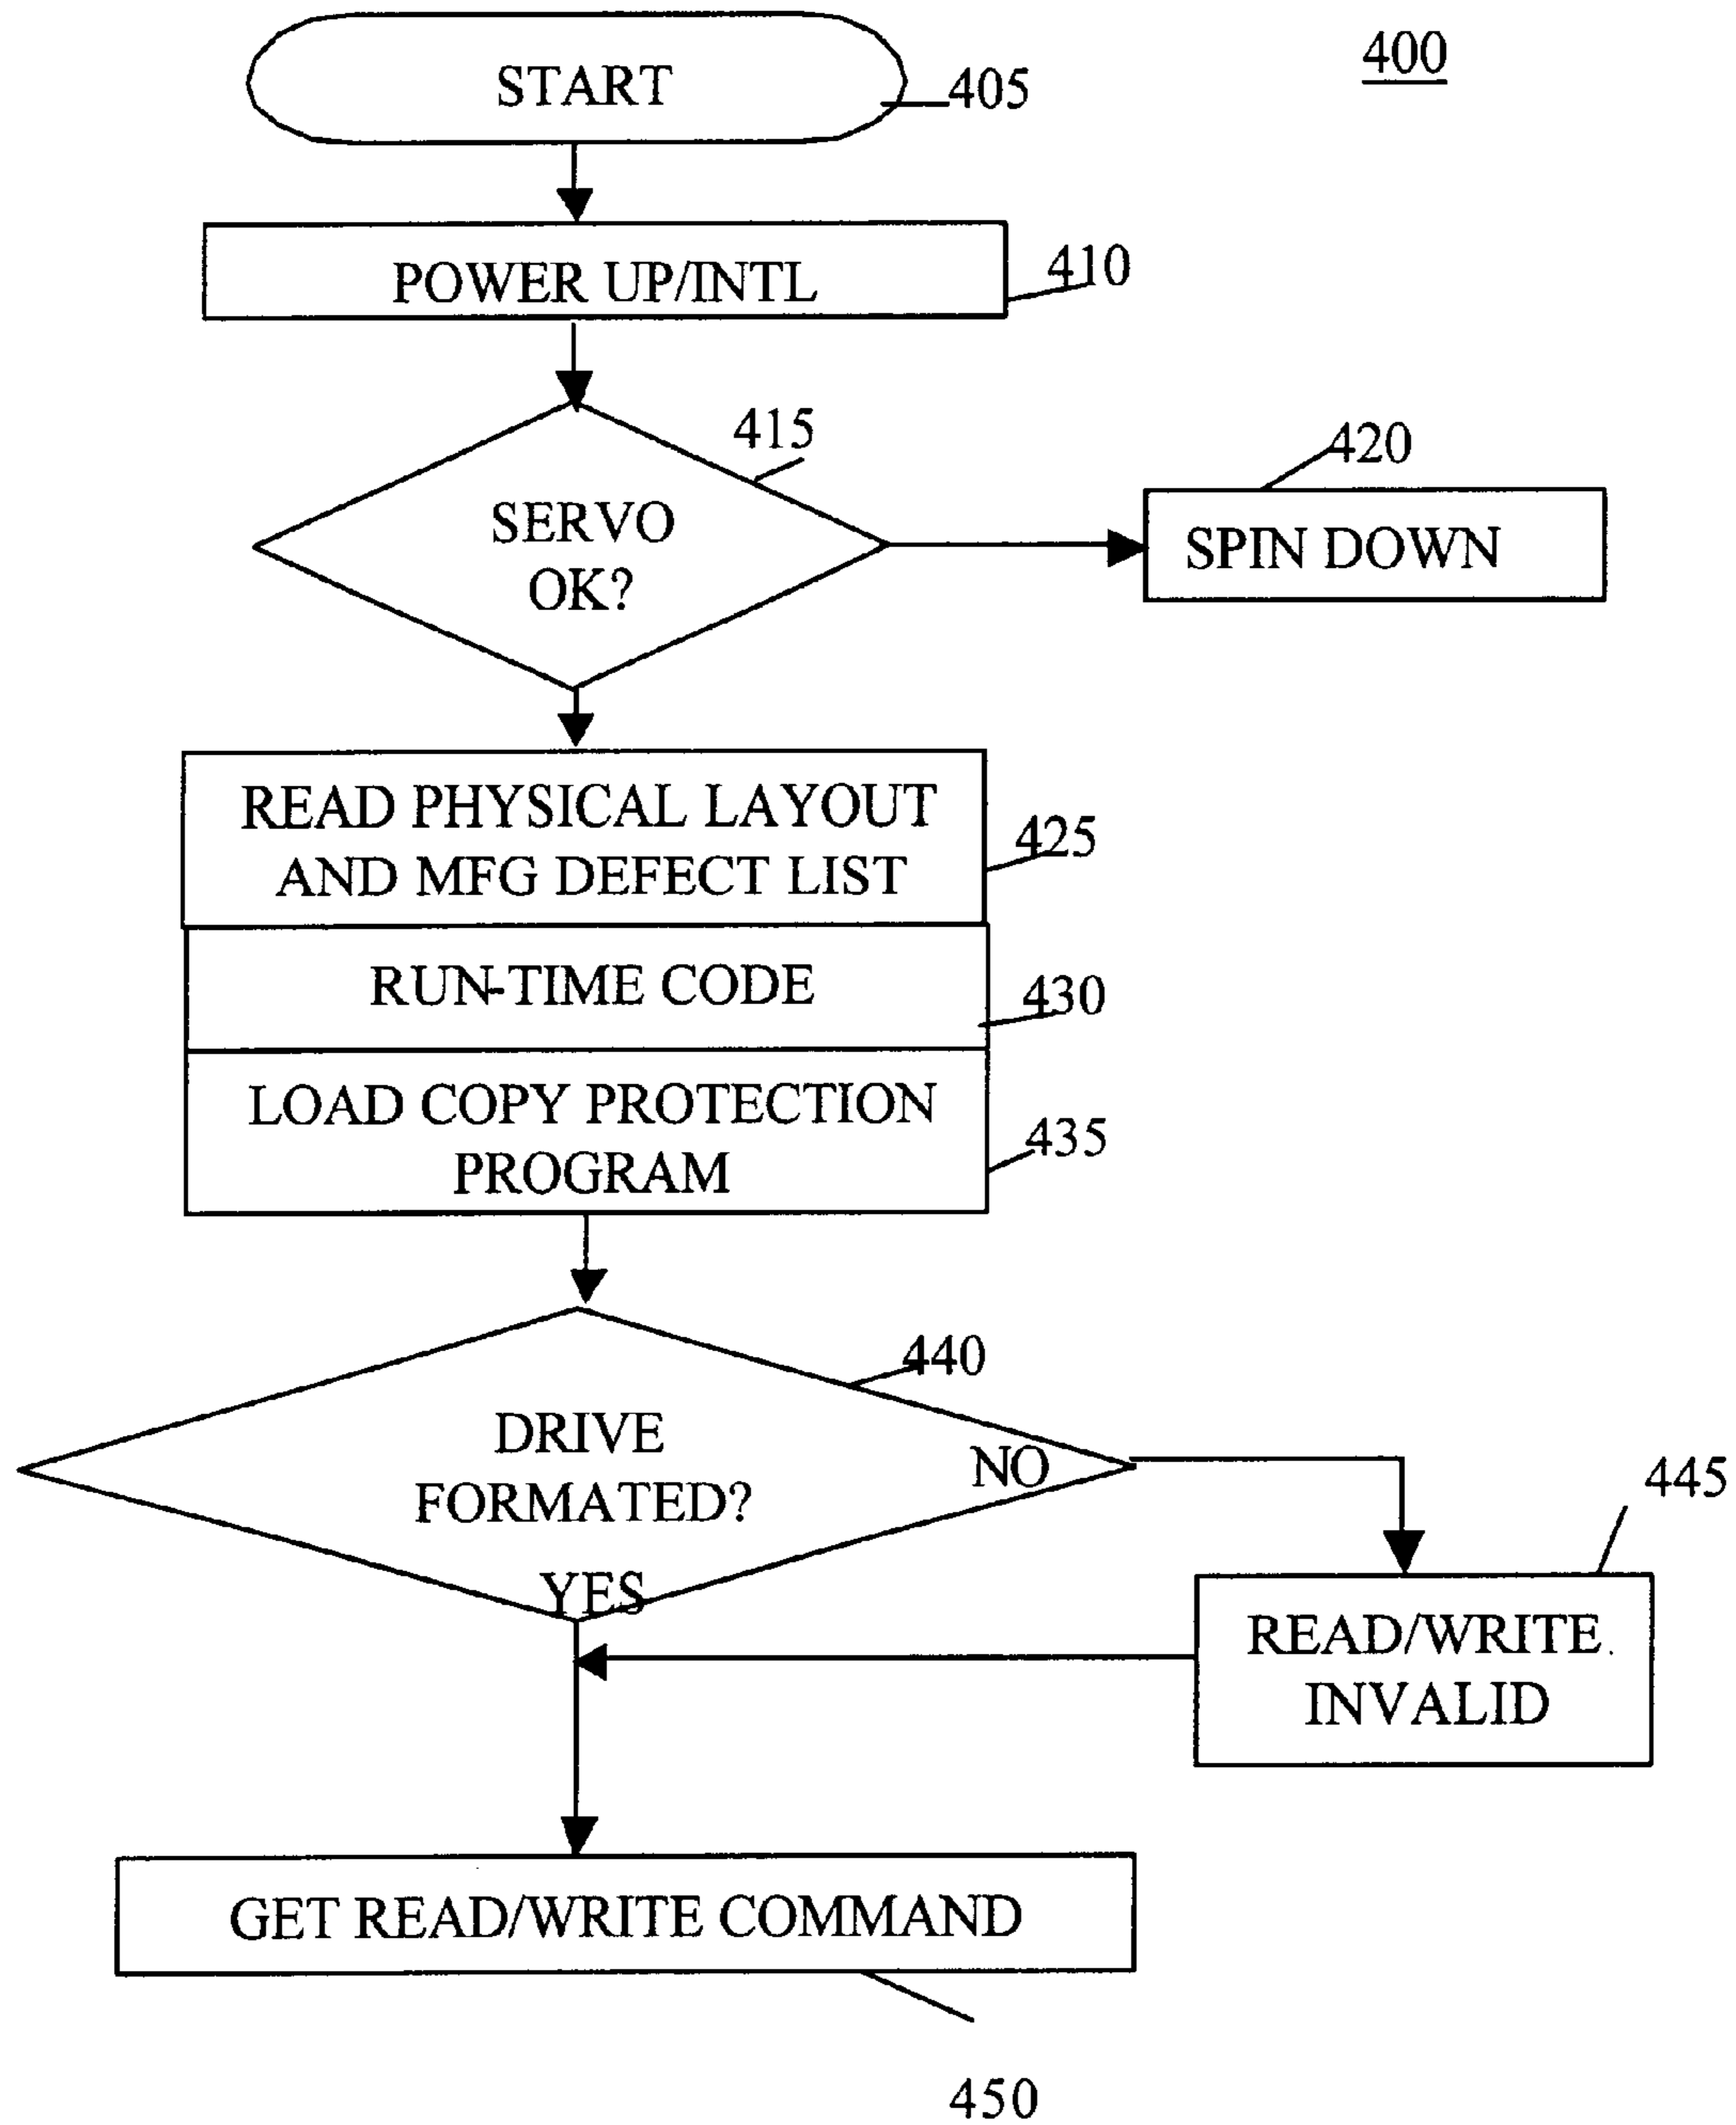 400
START
405
POWER UP/INTL
410
415
SERVO
OK?
420
SPIN DOWN
READ PHYSICAL LAYOUT
AND MFG DEFECT LIST
425
RUN-TIME CODE
430
LOAD COPY PROTECTION
PROGRAM
435
440
DRIVE
FORMATED?
NO
YES
445
READ/WRITE
INVALID
GET READ/WRITE COMMAND
450